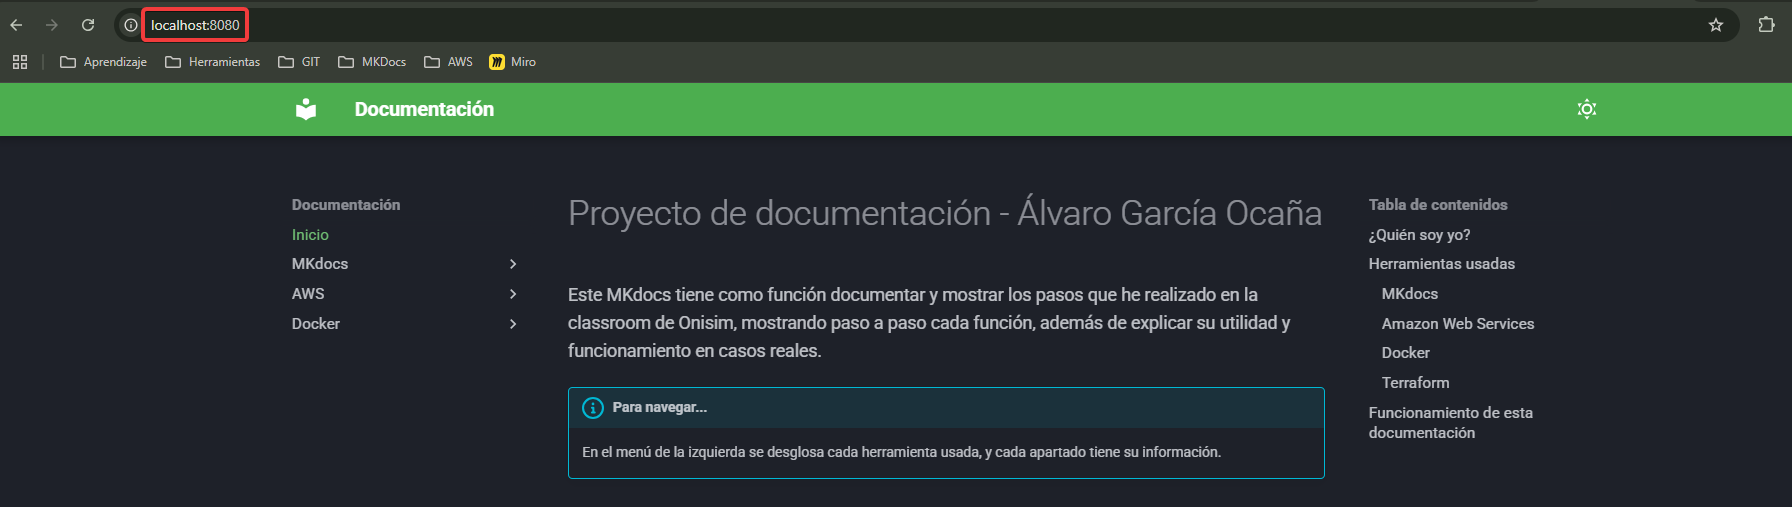 localhost:8080
Aprendizaje
Herramientas
GIT
MKDocs
AWS
Miro
Documentación
Documentación
Inicio
MKdocs
AWS
Docker
Proyecto de documentación - Álvaro García Ocaña
Este MKdocs tiene como función documentar y mostrar los pasos que he realizado en la
classroom de Onisim, mostrando paso a paso cada función, además de explicar su utilidad y
funcionamiento en casos reales.
Para navegar...
En el menú de la izquierda se desglosa cada herramienta usada, y cada apartado tiene su información.
Tabla de contenidos
¿Quién soy yo?
Herramientas usadas
MKdocs
Amazon Web Services
Docker
Terraform
Funcionamiento de esta
documentación